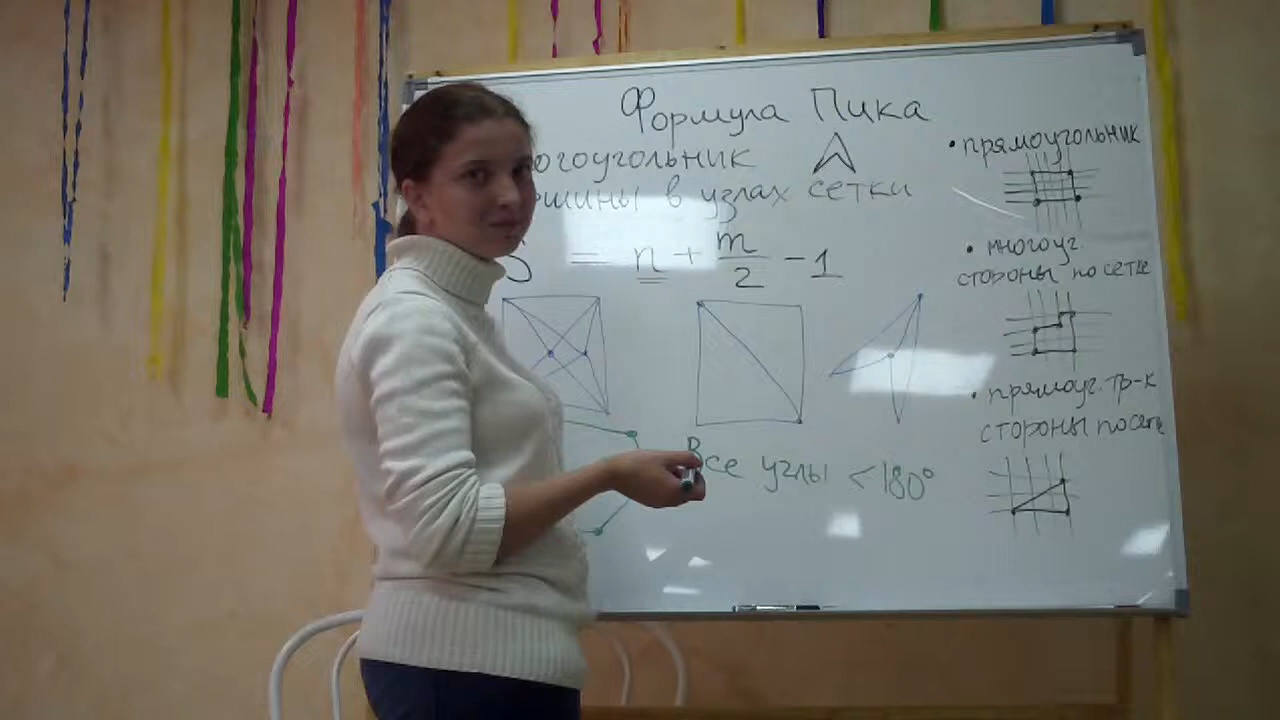 Формула Пика
огоугольник
ршины в узлах сетки
S = n + m/2 - 1
Все углы < 180°
• прямоугольник
• многоуг.
стороны по сетке
• прямоуг. тр-к
стороны по сетке